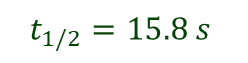 t₁/₂ = 15.8 s